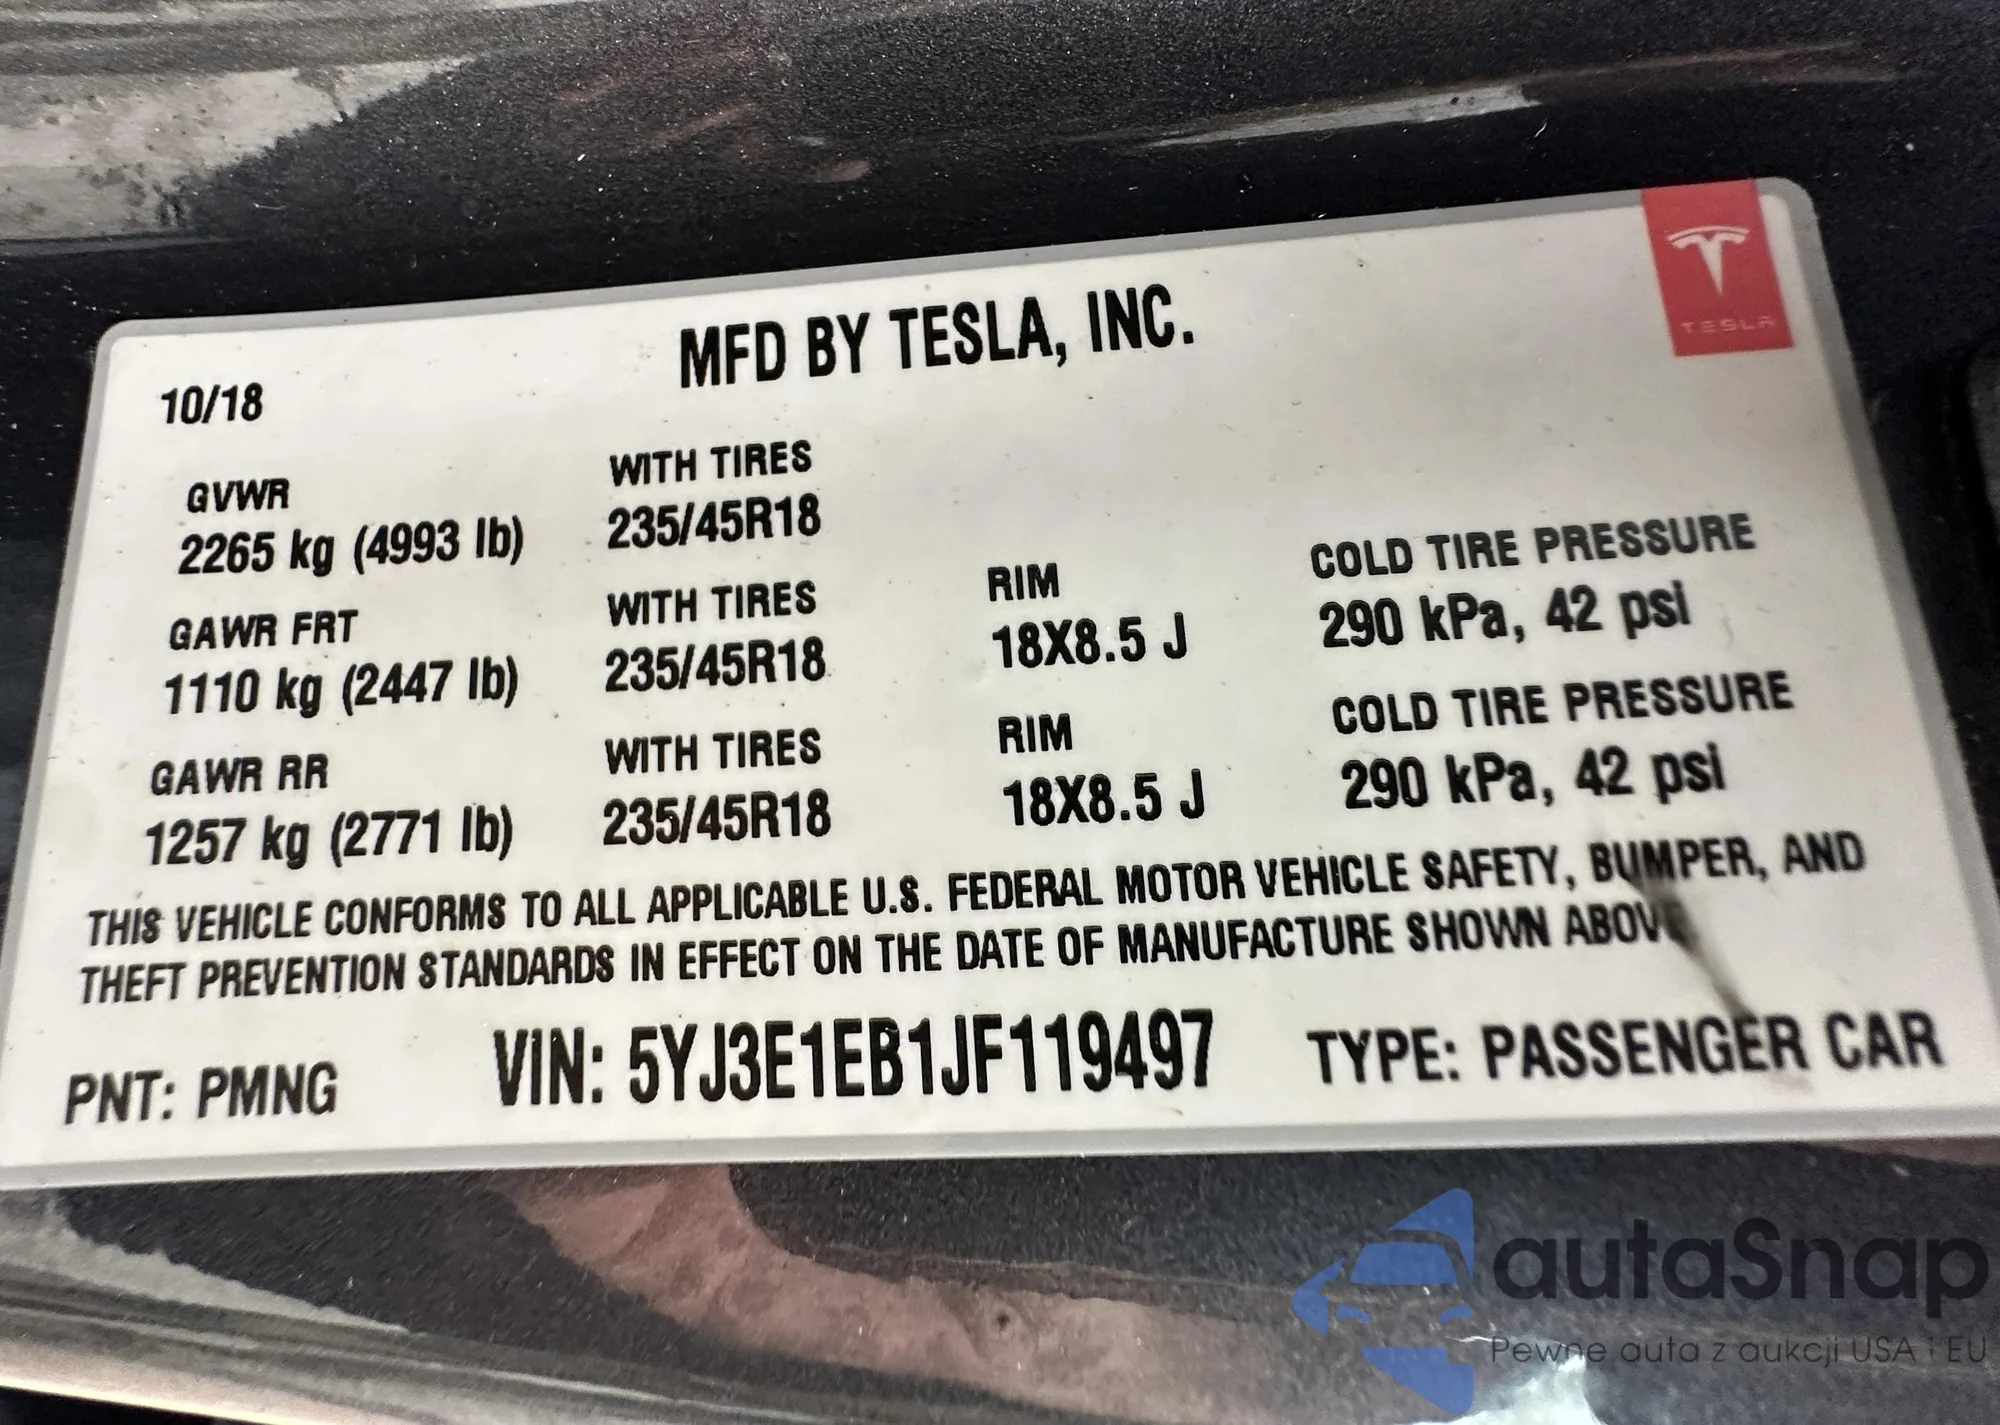 TESLA
MFD BY TESLA, INC.
10/18
GVWR WITH TIRES
2265 kg (4993 lb) 235/45R18
GAWR FRT WITH TIRES RIM COLD TIRE PRESSURE
1110 kg (2447 lb) 235/45R18 18X8.5 J 290 kPa, 42 psi
GAWR RR WITH TIRES RIM COLD TIRE PRESSURE
1257 kg (2771 lb) 235/45R18 18X8.5 J 290 kPa, 42 psi
THIS VEHICLE CONFORMS TO ALL APPLICABLE U.S. FEDERAL MOTOR VEHICLE SAFETY, BUMPER, AND
THEFT PREVENTION STANDARDS IN EFFECT ON THE DATE OF MANUFACTURE SHOWN ABOVE
PNT: PMNG VIN: 5YJ3E1EB1JF119497 TYPE: PASSENGER CAR
autaSnap
Pewne auta z aukcji USA i EU